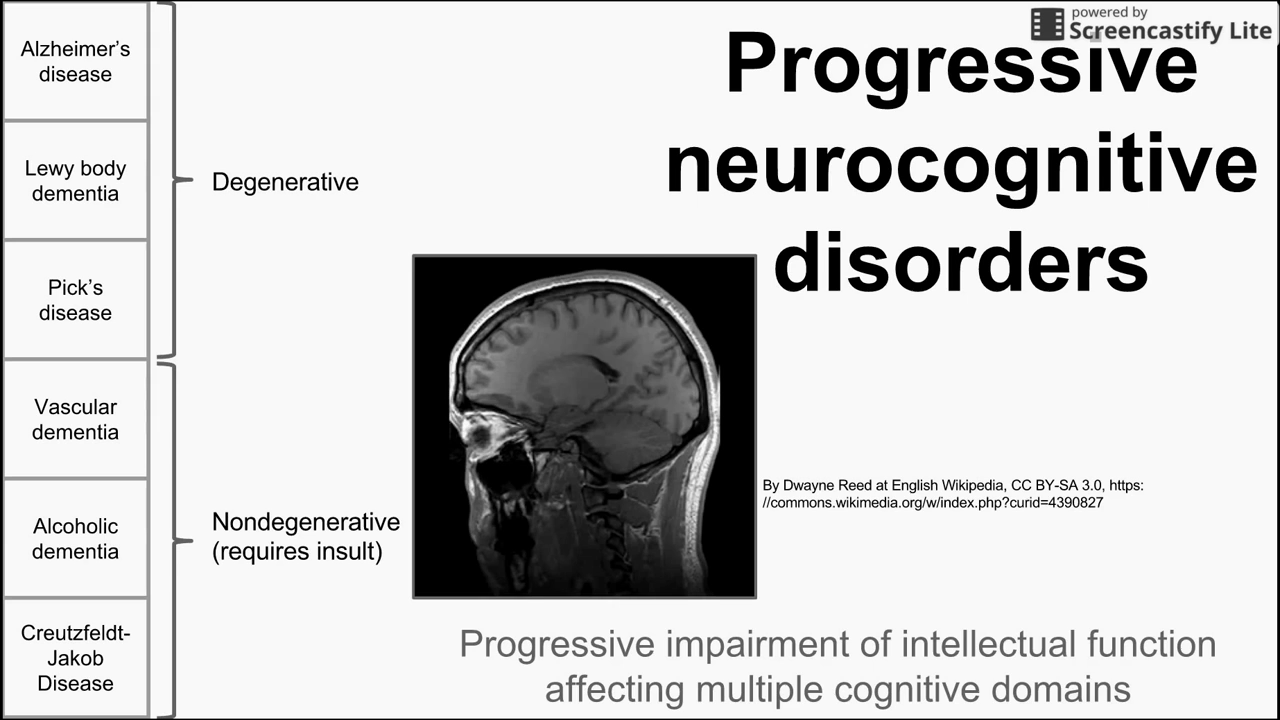 powered by
Screencastify Lite
Progressive
neurocognitive
disorders
Alzheimer's
disease
Lewy body
dementia
Pick's
disease
Vascular
dementia
Alcoholic
dementia
Creutzfeldt-
Jakob
Disease
Degenerative
Nondegenerative
(requires insult)
By Dwayne Reed at English Wikipedia, CC BY-SA 3.0, https:
//commons.wikimedia.org/w/index.php?curid=4390827
Progressive impairment of intellectual function
affecting multiple cognitive domains